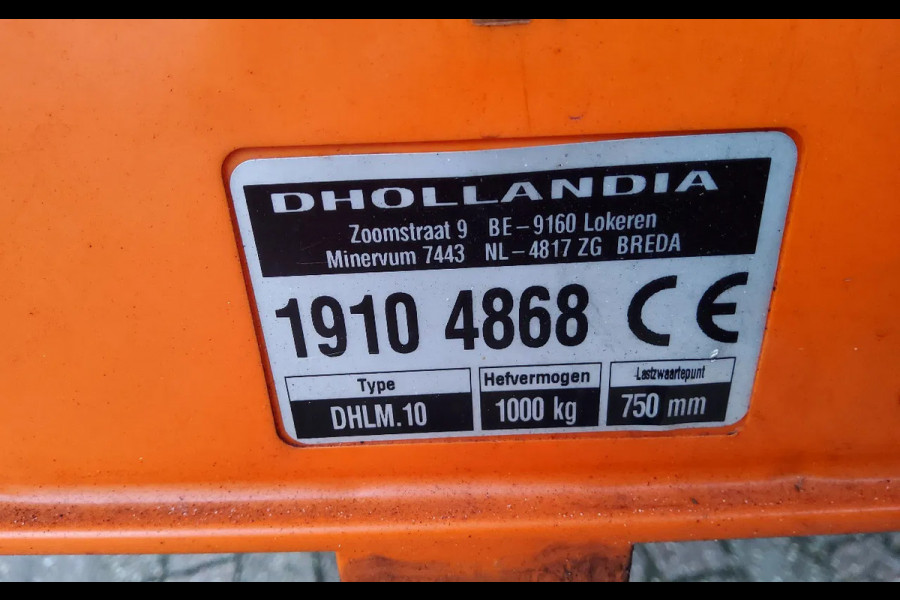 DHOLLANDIA
Zoomstraat 9 BE-9160 Lokeren
Minervum 7443 NL-4817 ZG BREDA
1910 4868 CE
Type Hefvermogen Lastzwaartepunt
DHLM.10 1000 kg 750 mm